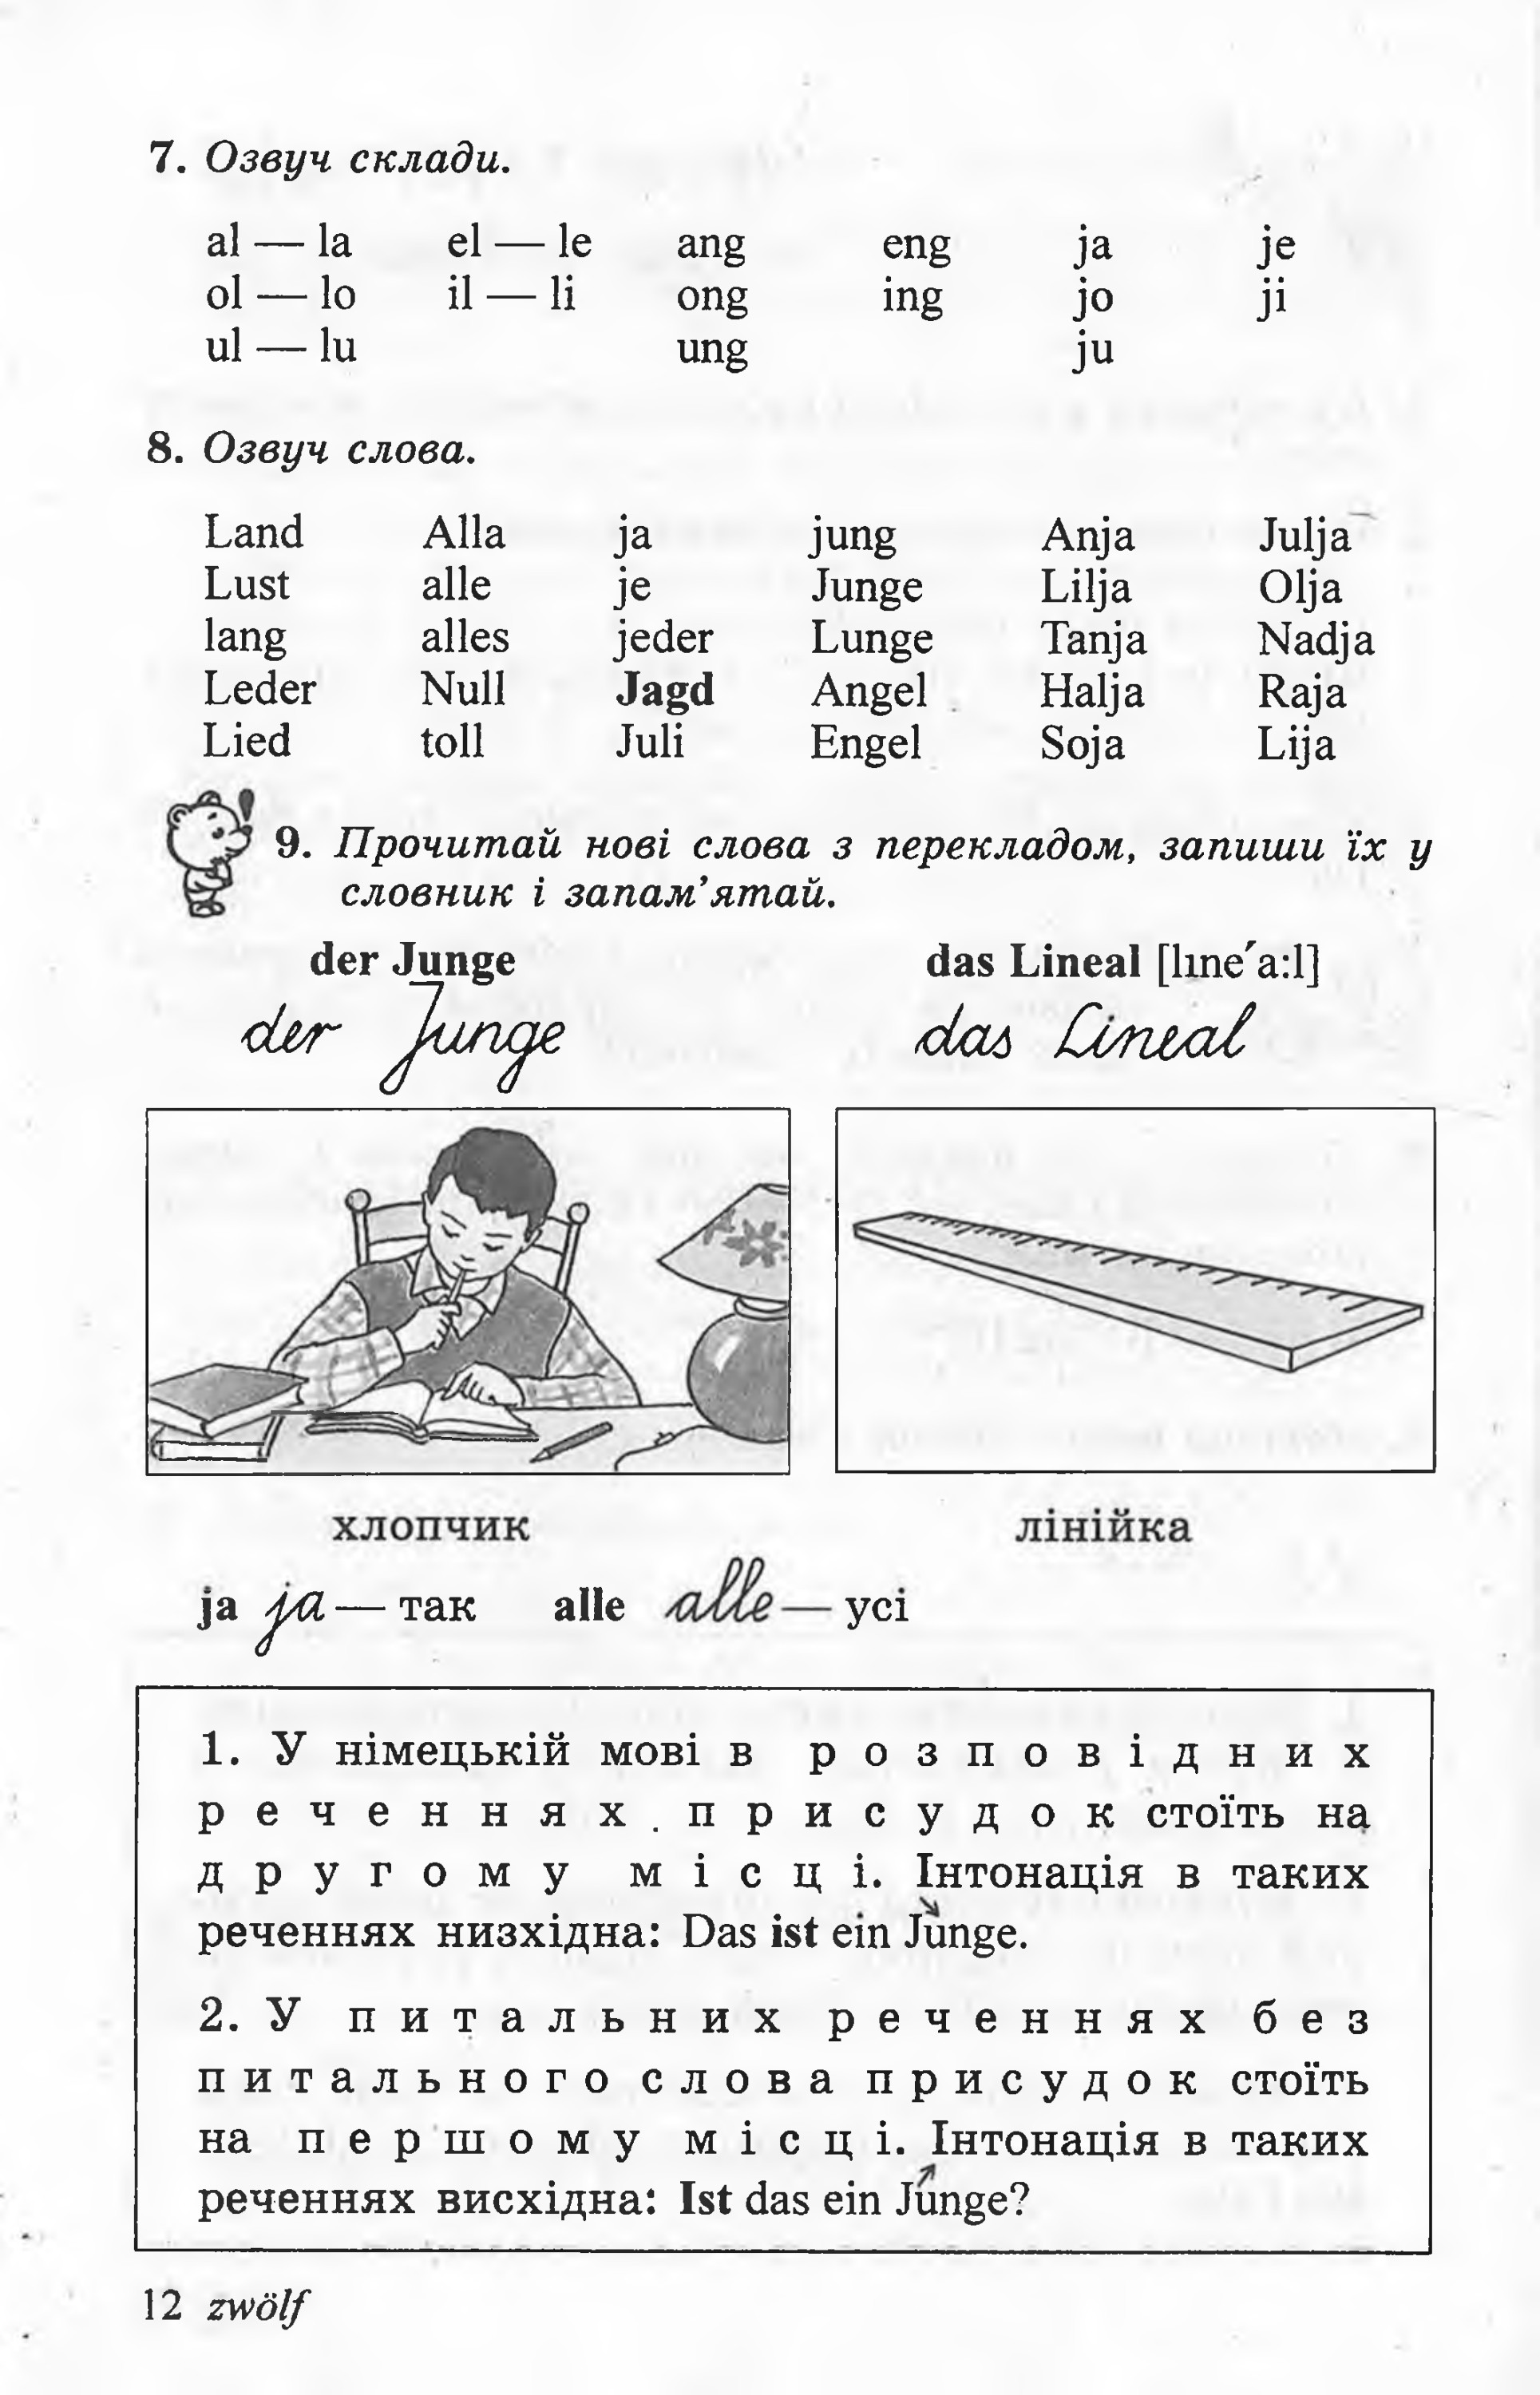 7. Озвуч склади.
al — la el — le ang eng ja je
ol — lo il — li ong ing jo ji
ul — lu ung ju
8. Озвуч слова.
Land Alla ja jung Anja Julja
Lust alle je Junge Lilja Olja
lang alles jeder Lunge Tanja Nadja
Leder Null Jagd Angel Halja Raja
Lied toll Juli Engel Soja Lija
9. Прочитай нові слова з перекладом, запиши їх у
словник і запам’ятай.
der Junge das Lineal [lıne′a:l]
der Junge das Lineal
хлопчик лінійка
ja ja — так alle alle — усі
1. У німецькій мові в розповідних
реченнях присудок стоїть на
другому місці. Інтонація в таких
реченнях низхідна: Das ist ein Junge.
2. У питальних реченнях без
питального слова присудок стоїть
на першому місці. Інтонація в таких
реченнях висхідна: Ist das ein Junge?
12 zwölf